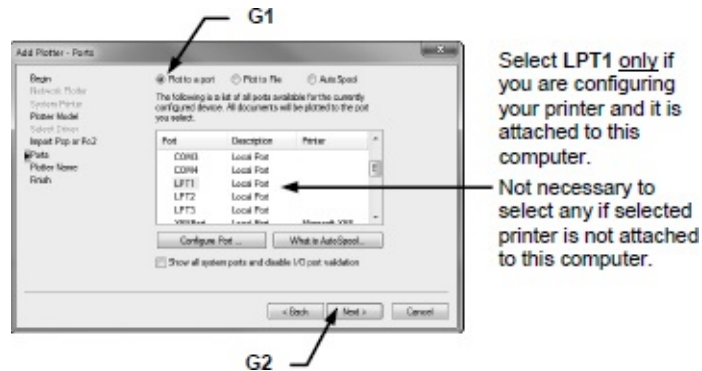 G1
Add Plotter - Ports
Begin
Network Plotter
System Printer
Plotter Model
Select Driver
Import Pcp or Pc2
Ports
Plotter Name
Finish
Plot to a port
Plot to File
AutoSpool
The following is a list of all ports available for the currently
configured device. All documents will be plotted to the port
you select.
Port Description Printer
COM3 Local Port
COM4 Local Port
LPT1 Local Port
LPT2 Local Port
LPT3 Local Port
Local Port
Configure Port ...
What is AutoSpool...
Show all system ports and disable I/O port validation
< Back
Next >
Cancel
G2
Select LPT1 only if
you are configuring
your printer and it is
attached to this
computer.
Not necessary to
select any if selected
printer is not attached
to this computer.